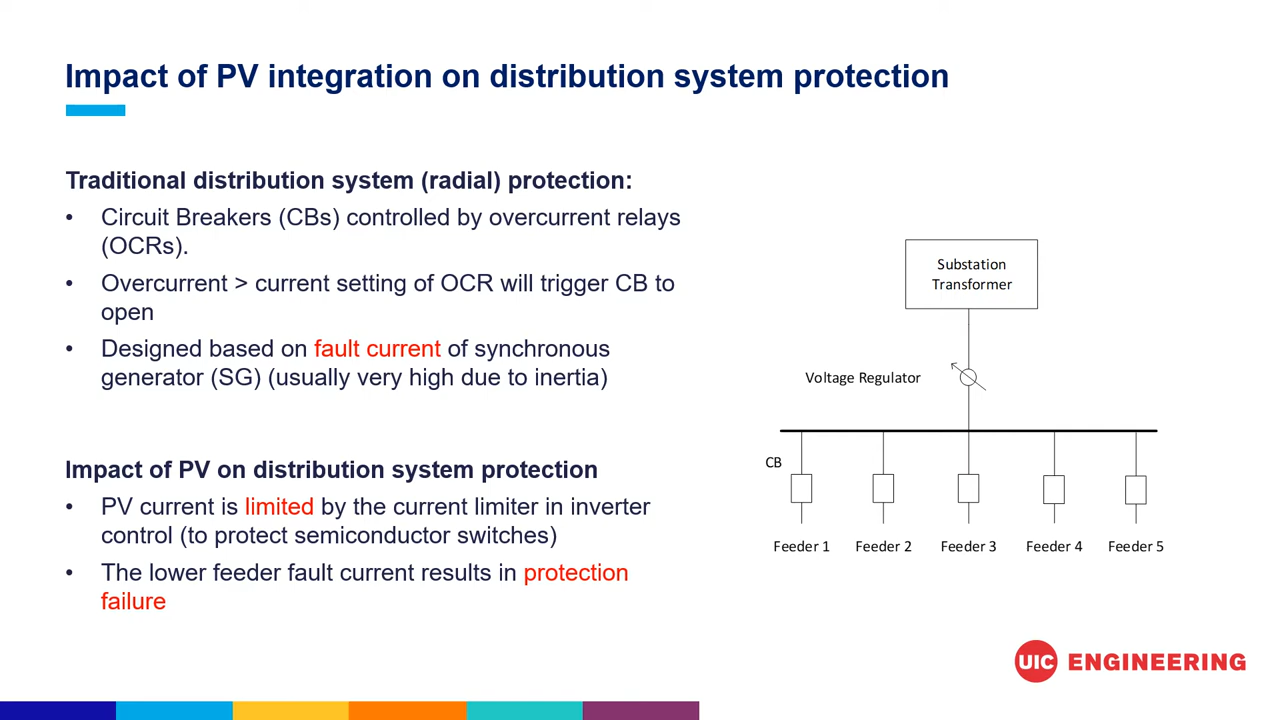 Impact of PV integration on distribution system protection
Traditional distribution system (radial) protection:
• Circuit Breakers (CBs) controlled by overcurrent relays
(OCRs).
• Overcurrent > current setting of OCR will trigger CB to
open
• Designed based on fault current of synchronous
generator (SG) (usually very high due to inertia)
Impact of PV on distribution system protection
• PV current is limited by the current limiter in inverter
control (to protect semiconductor switches)
• The lower feeder fault current results in protection
failure
Substation
Transformer
Voltage Regulator
CB
Feeder 1 Feeder 2 Feeder 3 Feeder 4 Feeder 5
UIC ENGINEERING